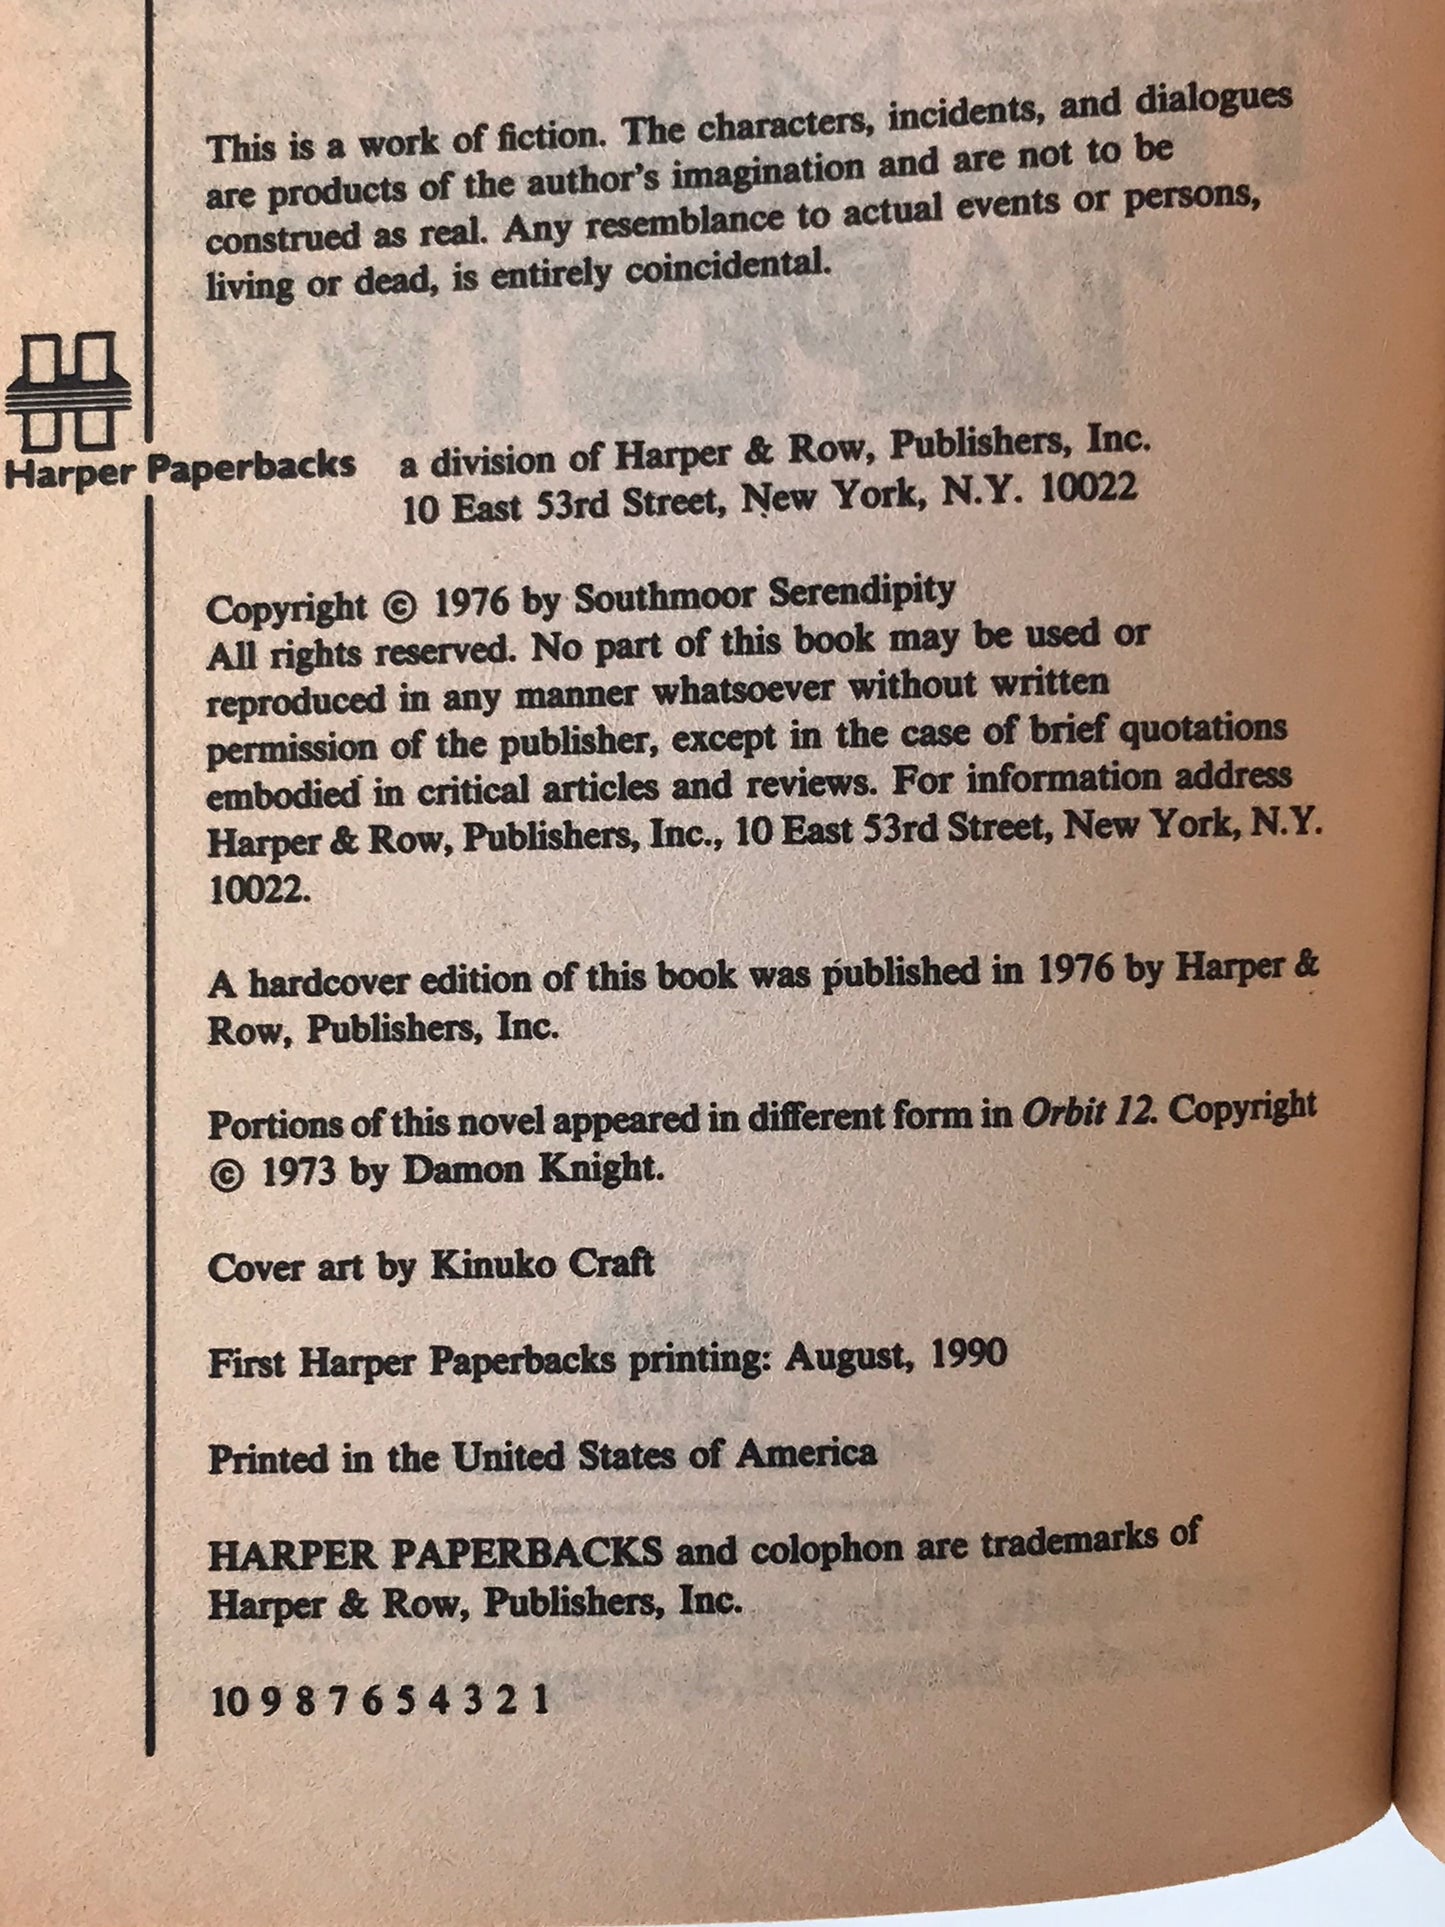 This is a work of fiction. The characters, incidents, and dialogues
are products of the author's imagination and are not to be
construed as real. Any resemblance to actual events or persons,
living or dead, is entirely coincidental.
Harper Paperbacks a division of Harper & Row, Publishers, Inc.
10 East 53rd Street, New York, N.Y. 10022
Copyright © 1976 by Southmoor Serendipity
All rights reserved. No part of this book may be used or
reproduced in any manner whatsoever without written
permission of the publisher, except in the case of brief quotations
embodied in critical articles and reviews. For information address
Harper & Row, Publishers, Inc., 10 East 53rd Street, New York, N.Y.
10022.
A hardcover edition of this book was published in 1976 by Harper &
Row, Publishers, Inc.
Portions of this novel appeared in different form in Orbit 12. Copyright
© 1973 by Damon Knight.
Cover art by Kinuko Craft
First Harper Paperbacks printing: August, 1990
Printed in the United States of America
HARPER PAPERBACKS and colophon are trademarks of
Harper & Row, Publishers, Inc.
10 9 8 7 6 5 4 3 2 1